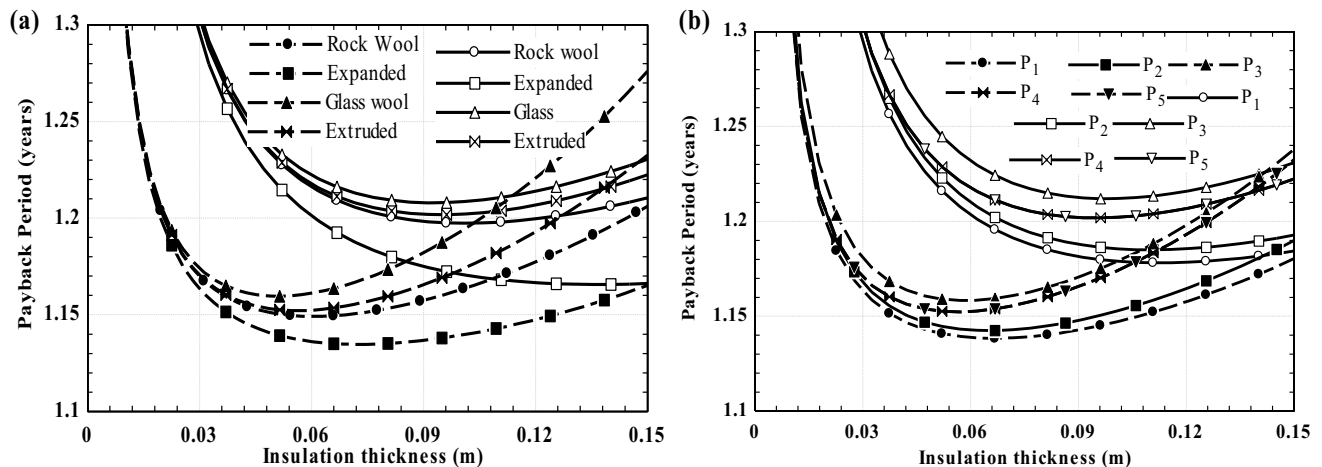 (a)
1.3
1.25
1.2
1.15
1.1
Payback Period (years)
Rock Wool
Expanded
Glass wool
Extruded
Rock wool
Expanded
Glass
Extruded
0 0.03 0.06 0.09 0.12 0.15
Insulation thickness (m)
(b)
1.3
1.25
1.2
1.15
1.1
Payback Period (years)
P1 P2 P3
P4 P5 P1
P2 P3
P4 P5
0 0.03 0.06 0.09 0.12 0.15
Insulation thickness (m)